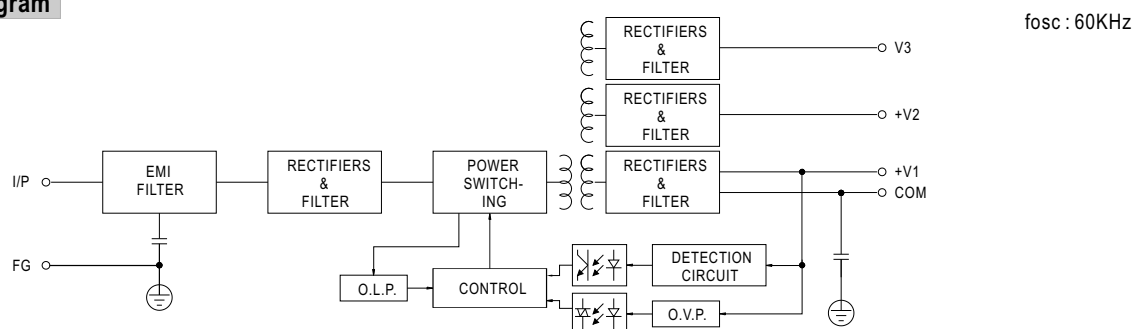 fosc : 60KHz
RECTIFIERS
&
FILTER
V3
RECTIFIERS
&
FILTER
+V2
I/P
EMI
FILTER
RECTIFIERS
&
FILTER
POWER
SWITCH-
ING
RECTIFIERS
&
FILTER
+V1
COM
FG
O.L.P.
CONTROL
DETECTION
CIRCUIT
O.V.P.